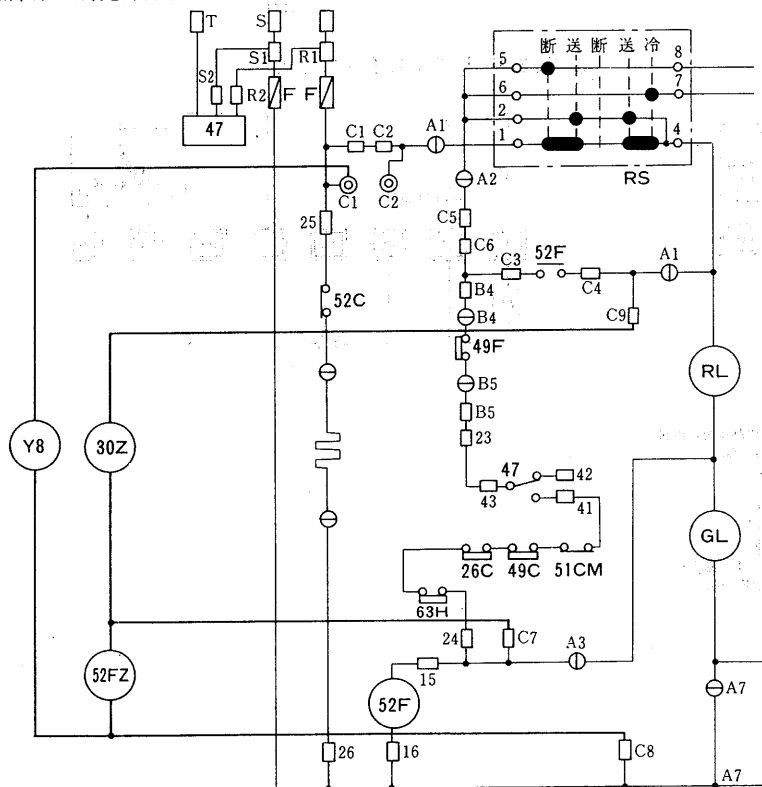 T S
S1 R1
S2 R2 F F
47
断 送 断 送 冷
5 8
6 7
2
1 4
RS
C1 C2 A1
C1 C2
A2
25
C5
C6
C3 52F C4 A1
52C
B4
B4
C9
49F
RL
B5
B5
23
Y8 30Z
47 42
43 41
GL
26C 49C 51CM
63H
24 C7 A3
15
52FZ
52F
A7
26 16 C8 A7